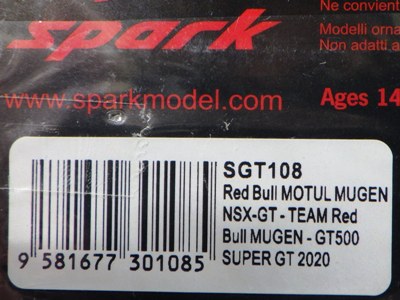 Ne convient
spark
Modelli orna
Non adatti a
www.sparkmodel.com
Ages 14
SGT108
Red Bull MOTUL MUGEN
NSX-GT - TEAM Red
Bull MUGEN - GT500
SUPER GT 2020
9 581677 301085